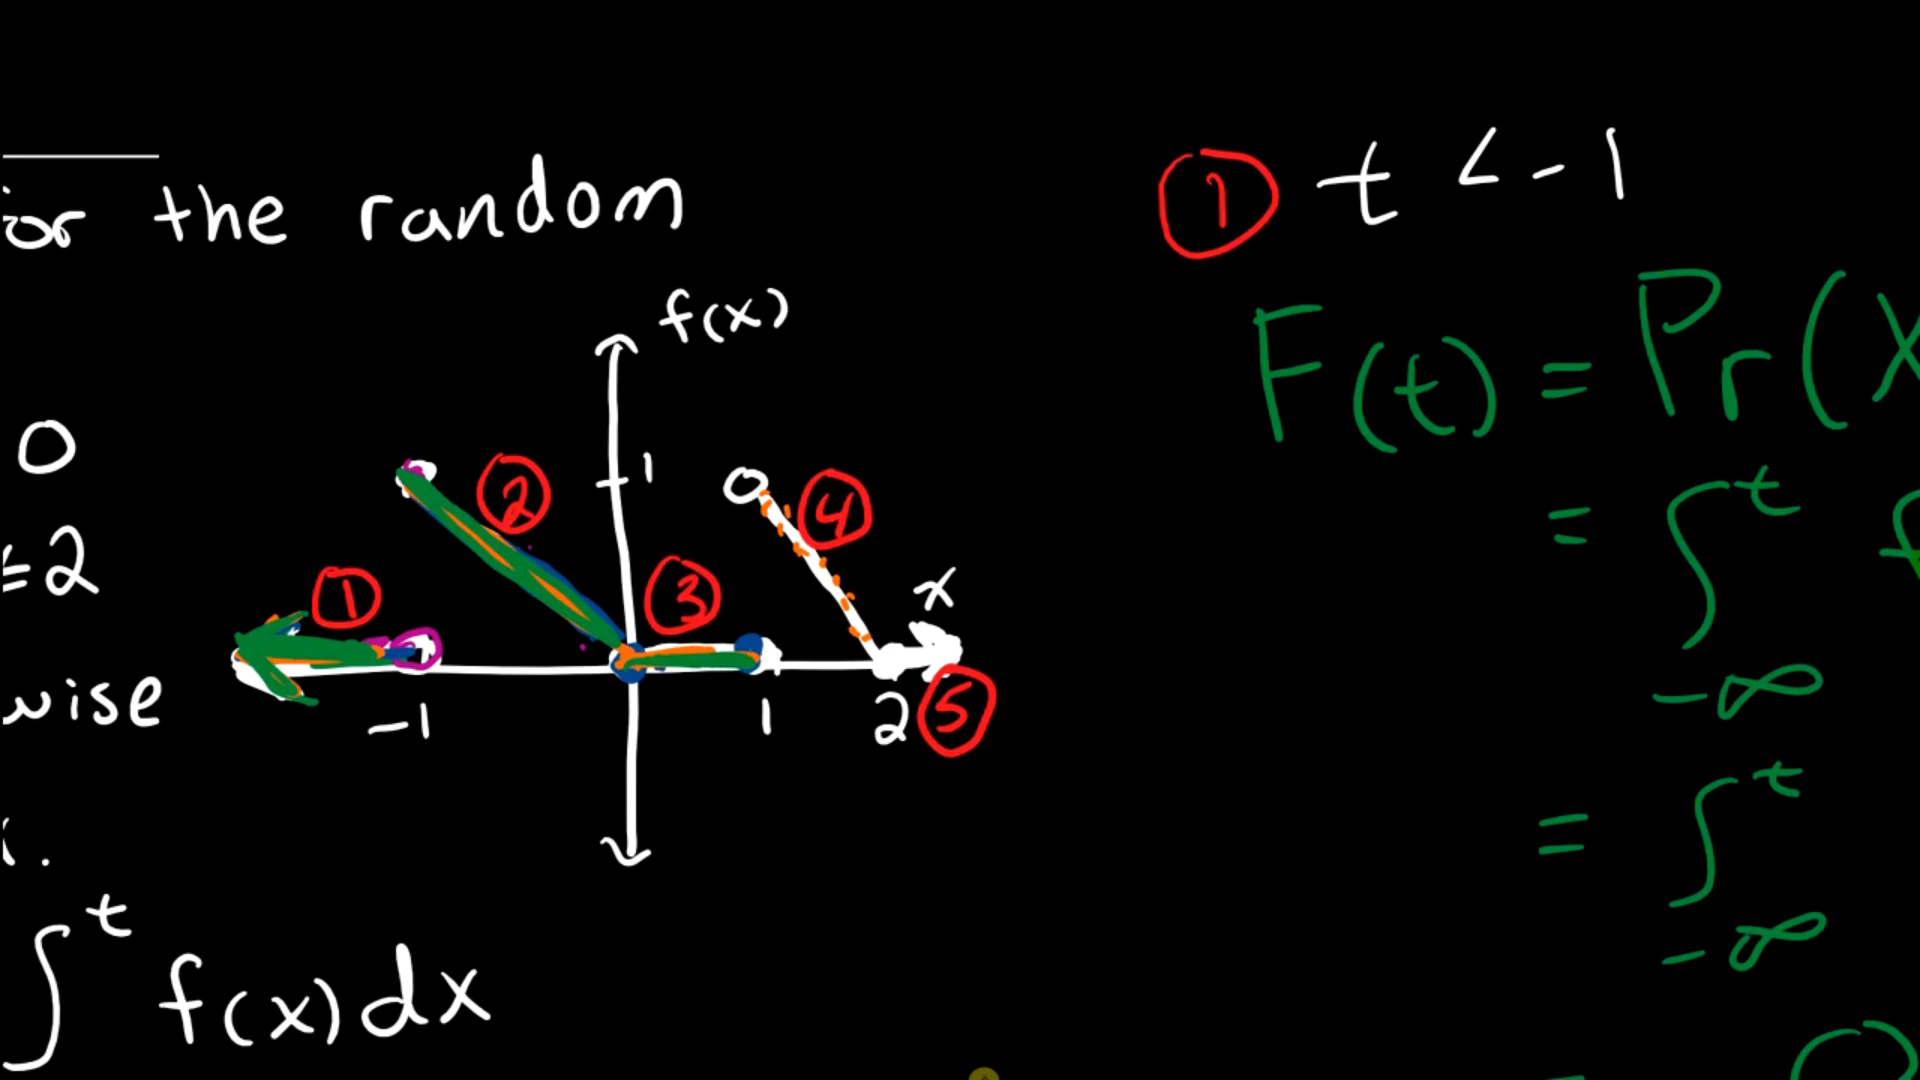 or the random
f(x)
0
1
2
4
=2
1
3
x
wise
-1
1
2
5
.
∫ t f(x)dx
1 t < -1
F(t) = Pr(X
= ∫ t -∞
= ∫ t -∞
=